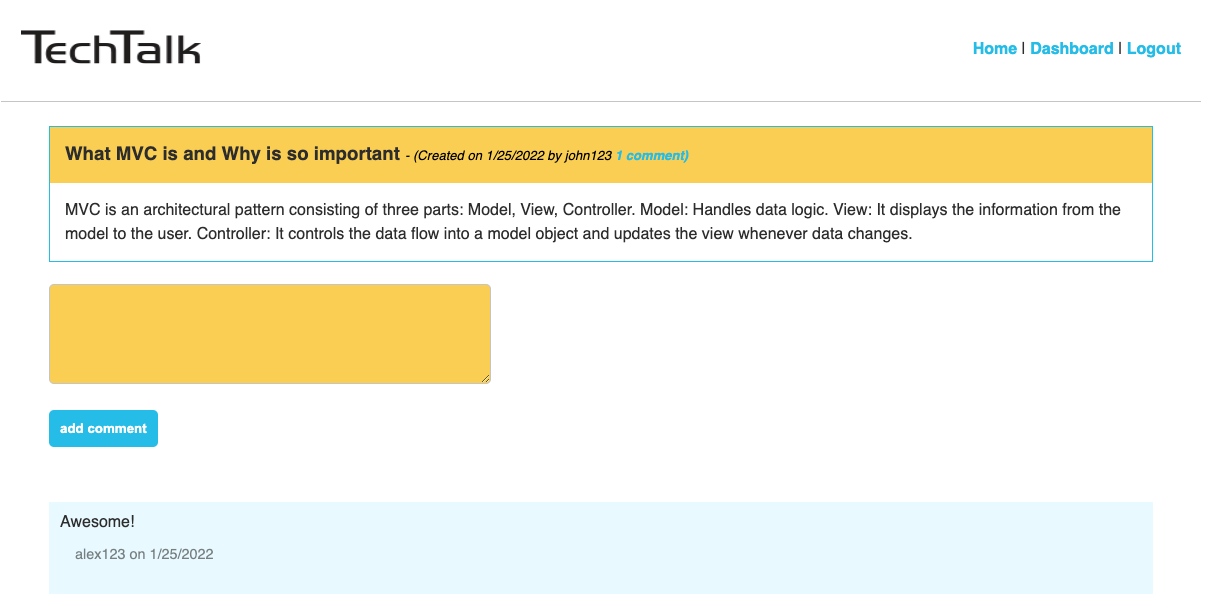 TechTalk
Home | Dashboard | Logout
What MVC is and Why is so important - (Created on 1/25/2022 by john123 1 comment)
MVC is an architectural pattern consisting of three parts: Model, View, Controller. Model: Handles data logic. View: It displays the information from the
model to the user. Controller: It controls the data flow into a model object and updates the view whenever data changes.
add comment
Awesome!
alex123 on 1/25/2022